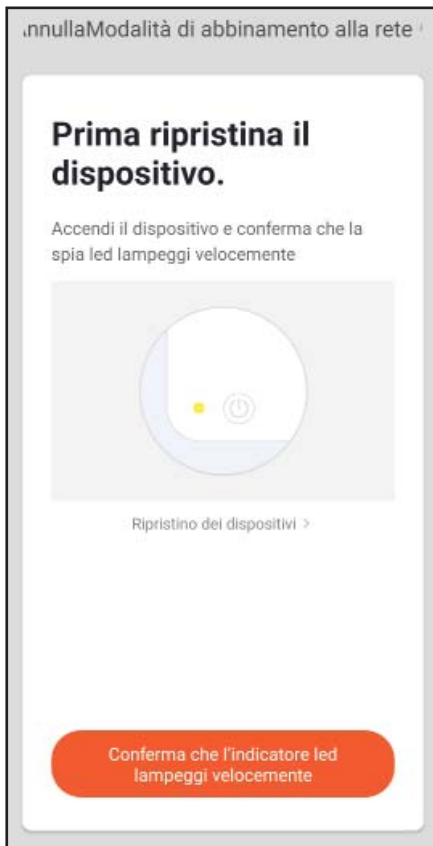 .nnullaModalità di abbinamento alla rete
Prima ripristina il
dispositivo.
Accendi il dispositivo e conferma che la
spia led lampeggi velocemente
Ripristino dei dispositivi >
Conferma che l'indicatore led
lampeggi velocemente